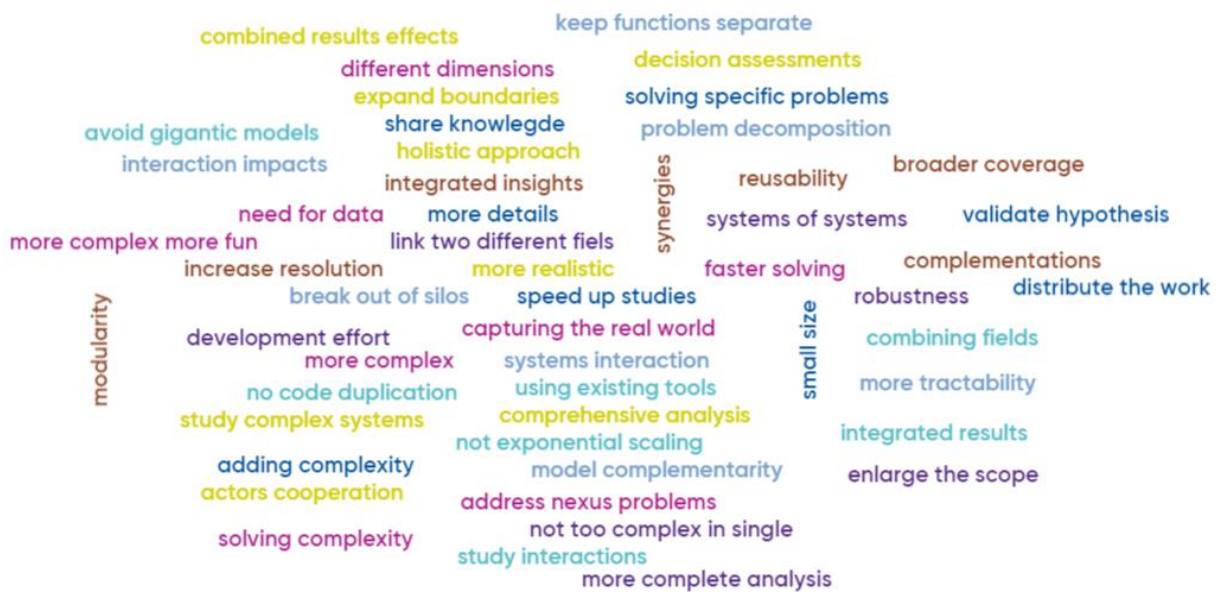 keep functions separate
combined results effects
decision assessments
different dimensions
expand boundaries
solving specific problems
share knowlegde
problem decomposition
avoid gigantic models
holistic approach
interaction impacts
broader coverage
integrated insights
synergies
reusability
need for data
more details
systems of systems
validate hypothesis
more complex more fun
link two different fiels
increase resolution
more realistic
faster solving
complementations
break out of silos
speed up studies
robustness
distribute the work
modularity
development effort
capturing the real world
small size
combining fields
more complex
systems interaction
no code duplication
using existing tools
more tractability
study complex systems
comprehensive analysis
not exponential scaling
integrated results
adding complexity
model complementarity
enlarge the scope
actors cooperation
address nexus problems
solving complexity
not too complex in single
study interactions
more complete analysis